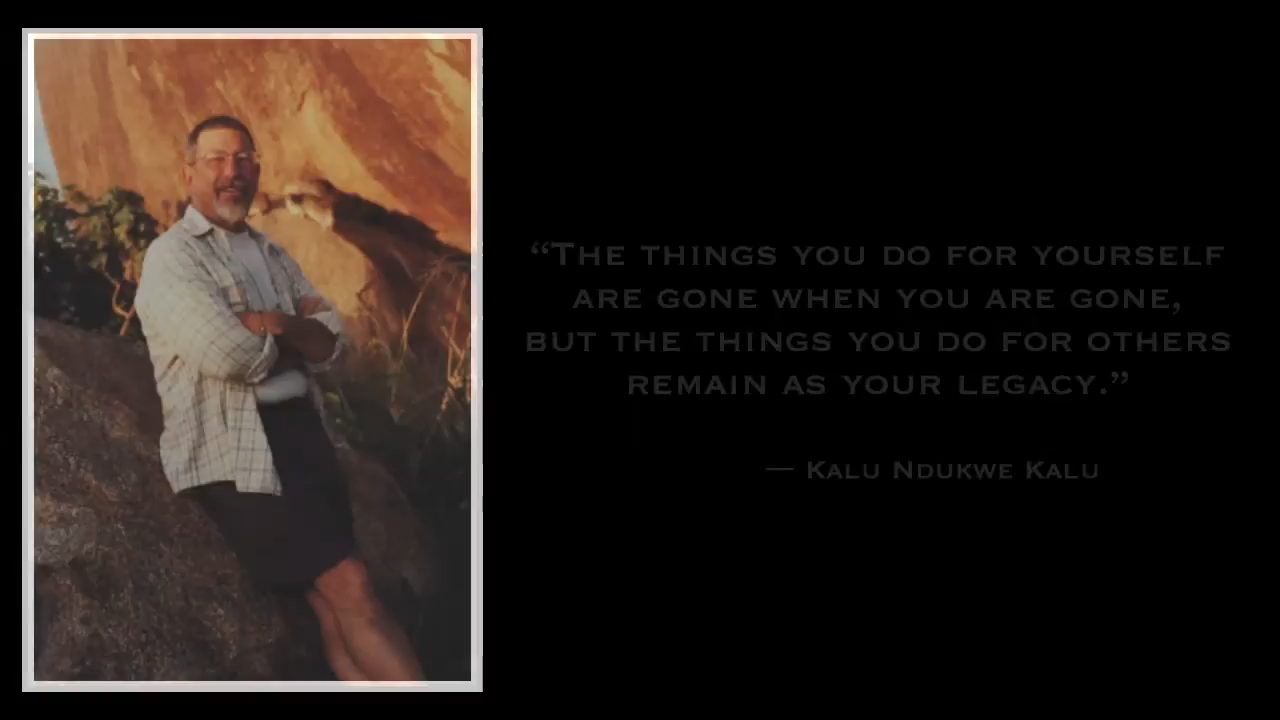 “The things you do for yourself
are gone when you are gone,
but the things you do for others
remain as your legacy.”
— Kalu Ndukwe Kalu